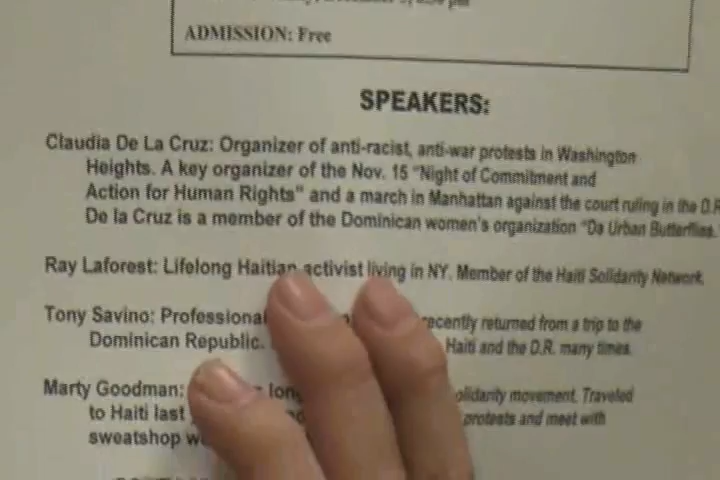 ADMISSION: Free
SPEAKERS:
Claudia De La Cruz: Organizer of anti-racist, anti-war protests in Washington
Heights. A key organizer of the Nov. 15 "Night of Commitment and
Action for Human Rights" and a march in Manhattan against the court ruling in the D.R
De la Cruz is a member of the Dominican women's organization "Da Urban Butterflies."
Ray Laforest: Lifelong Haitian activist living in NY. Member of the Haiti Solidarity Network.
Tony Savino: Professional recently returned from a trip to the
Dominican Republic. Haiti and the D.R. many times.
Marty Goodman: long solidarity movement. Traveled
to Haiti last protests and meet with
sweatshop